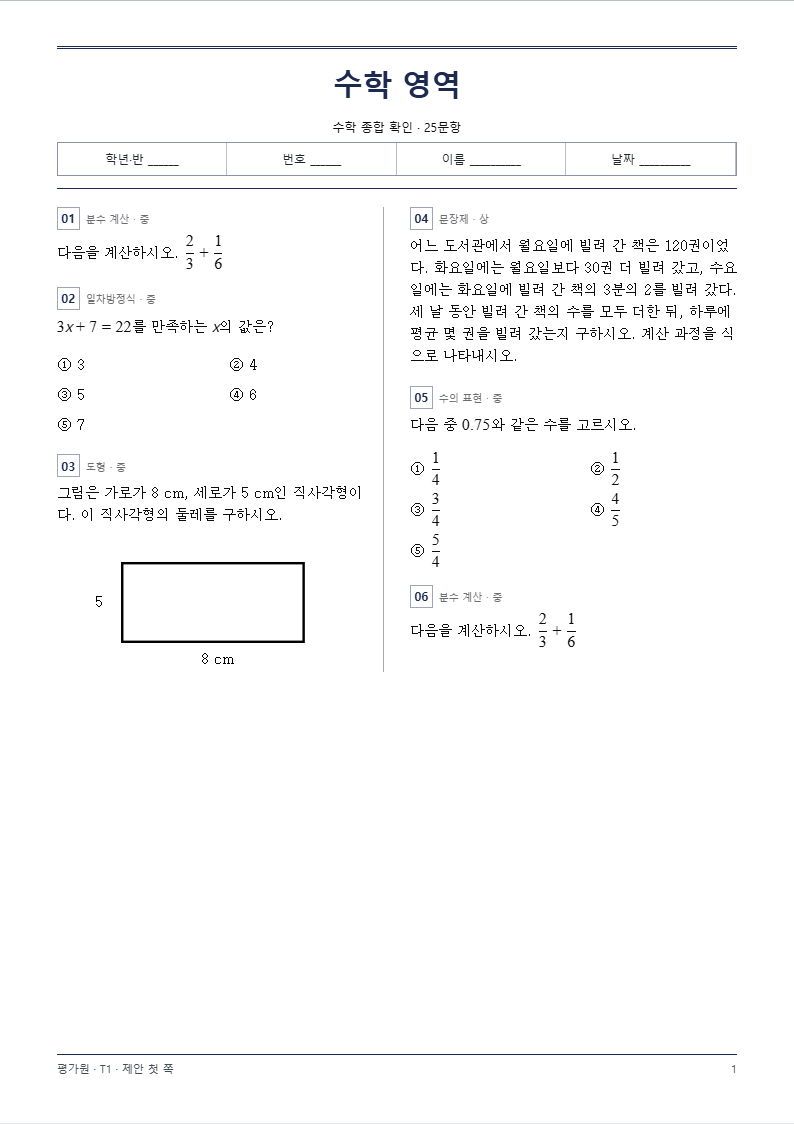 수학 영역
수학 종합 확인 · 25문항
학년·반 ______ 번호 ______ 이름 __________ 날짜 __________
01 분수 계산 · 중
다음을 계산하시오. 2/3 + 1/6
02 일차방정식 · 중
3x + 7 = 22를 만족하는 x의 값은?
① 3 ② 4
③ 5 ④ 6
⑤ 7
03 도형 · 중
그림은 가로가 8 cm, 세로가 5 cm인 직사각형이
다. 이 직사각형의 둘레를 구하시오.
5
8 cm
04 문장제 · 상
어느 도서관에서 월요일에 빌려 간 책은 120권이었
다. 화요일에는 월요일보다 30권 더 빌려 갔고, 수요
일에는 화요일에 빌려 간 책의 3분의 2를 빌려 갔다.
세 날 동안 빌려 간 책의 수를 모두 더한 뒤, 하루에
평균 몇 권을 빌려 갔는지 구하시오. 계산 과정을 식
으로 나타내시오.
05 수의 표현 · 중
다음 중 0.75와 같은 수를 고르시오.
① 1/4 ② 1/2
③ 3/4 ④ 4/5
⑤ 5/4
06 분수 계산 · 중
다음을 계산하시오. 2/3 + 1/6
평가원 · T1 · 제안 첫 쪽 1